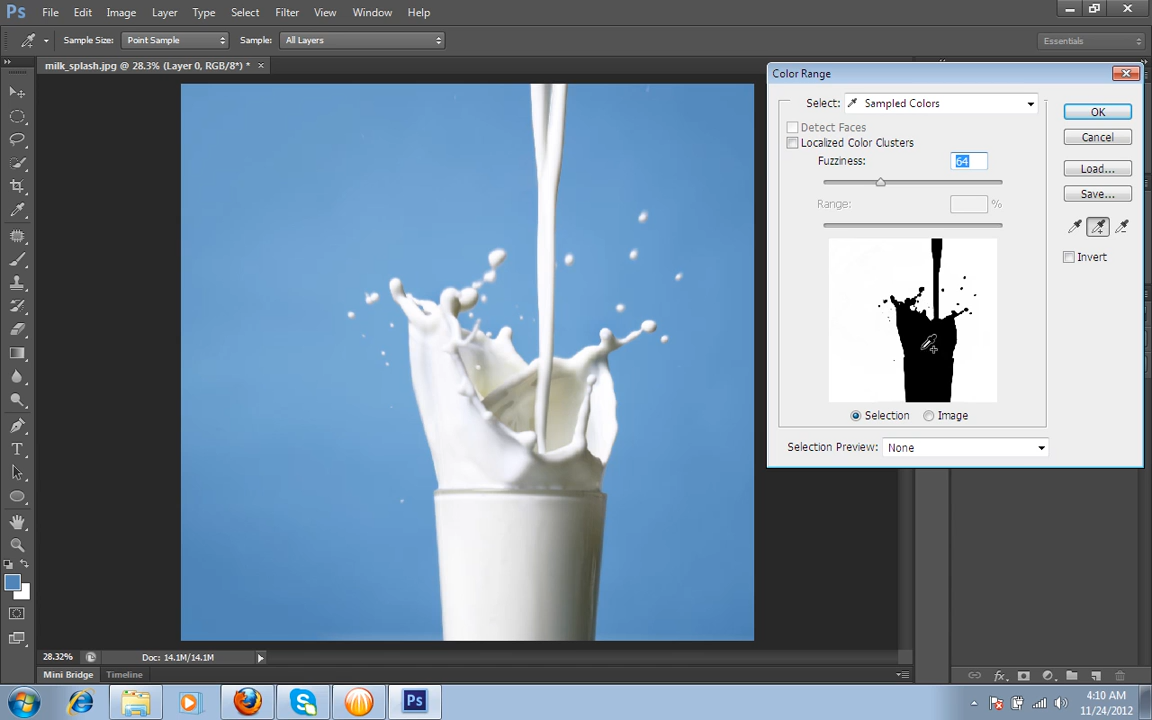 Ps File Edit Image Layer Type Select Filter View Window Help
Sample Size: Point Sample Sample: All Layers Essentials
milk_splash.jpg @ 28.3% (Layer 0, RGB/8*) * ×
Color Range
Select: Sampled Colors
OK
Detect Faces
Cancel
Localized Color Clusters
Fuzziness: 64
Load...
Save...
Range: %
Invert
Selection Image
Selection Preview: None
T
28.32% Doc: 14.1M/14.1M
Mini Bridge Timeline
fx
Ps
4:10 AM
11/24/2012